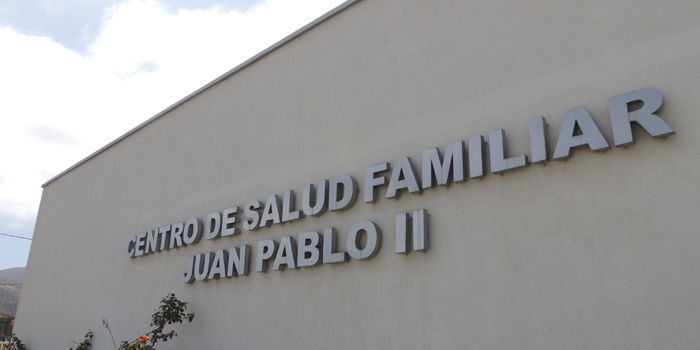 CENTRO DE SALUD FAMILIAR
JUAN PABLO II